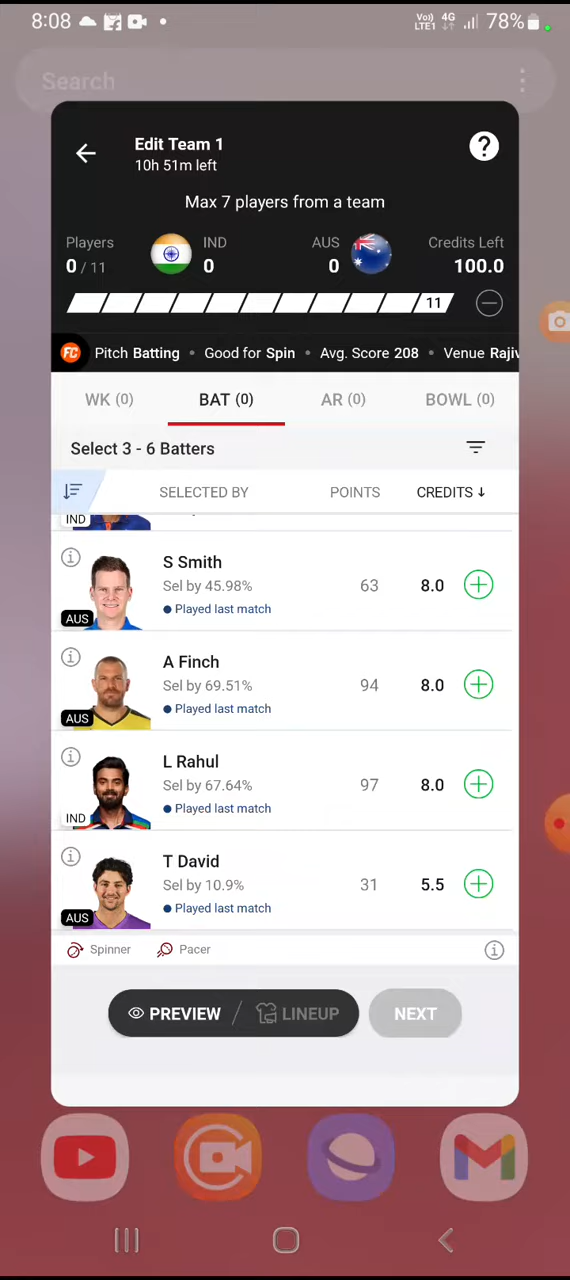 8:08
Vo) 4G
LTE1
78%
Search
Edit Team 1
10h 51m left
?
Max 7 players from a team
Players IND AUS Credits Left
0 / 11 0 0 100.0
11
FC Pitch Batting • Good for Spin • Avg. Score 208 • Venue Rajiv
WK (0) BAT (0) AR (0) BOWL (0)
Select 3 - 6 Batters
SELECTED BY POINTS CREDITS ↓
IND
S Smith
Sel by 45.98% 63 8.0
Played last match
AUS
A Finch
Sel by 69.51% 94 8.0
Played last match
AUS
L Rahul
Sel by 67.64% 97 8.0
Played last match
IND
T David
Sel by 10.9% 31 5.5
Played last match
AUS
Spinner Pacer
PREVIEW / LINEUP NEXT